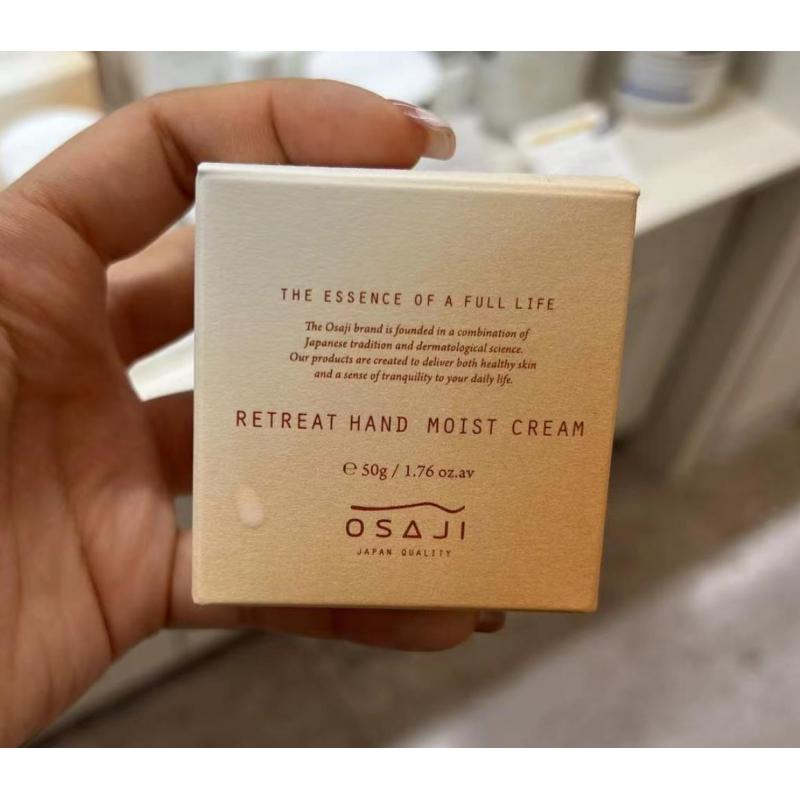 THE ESSENCE OF A FULL LIFE
The Osaji brand is founded in a combination of
Japanese tradition and dermatological science.
Our products are created to deliver both healthy skin
and a sense of tranquility to your daily life.
RETREAT HAND MOIST CREAM
℮ 50g / 1.76 oz.av
OSAJI
JAPAN QUALITY